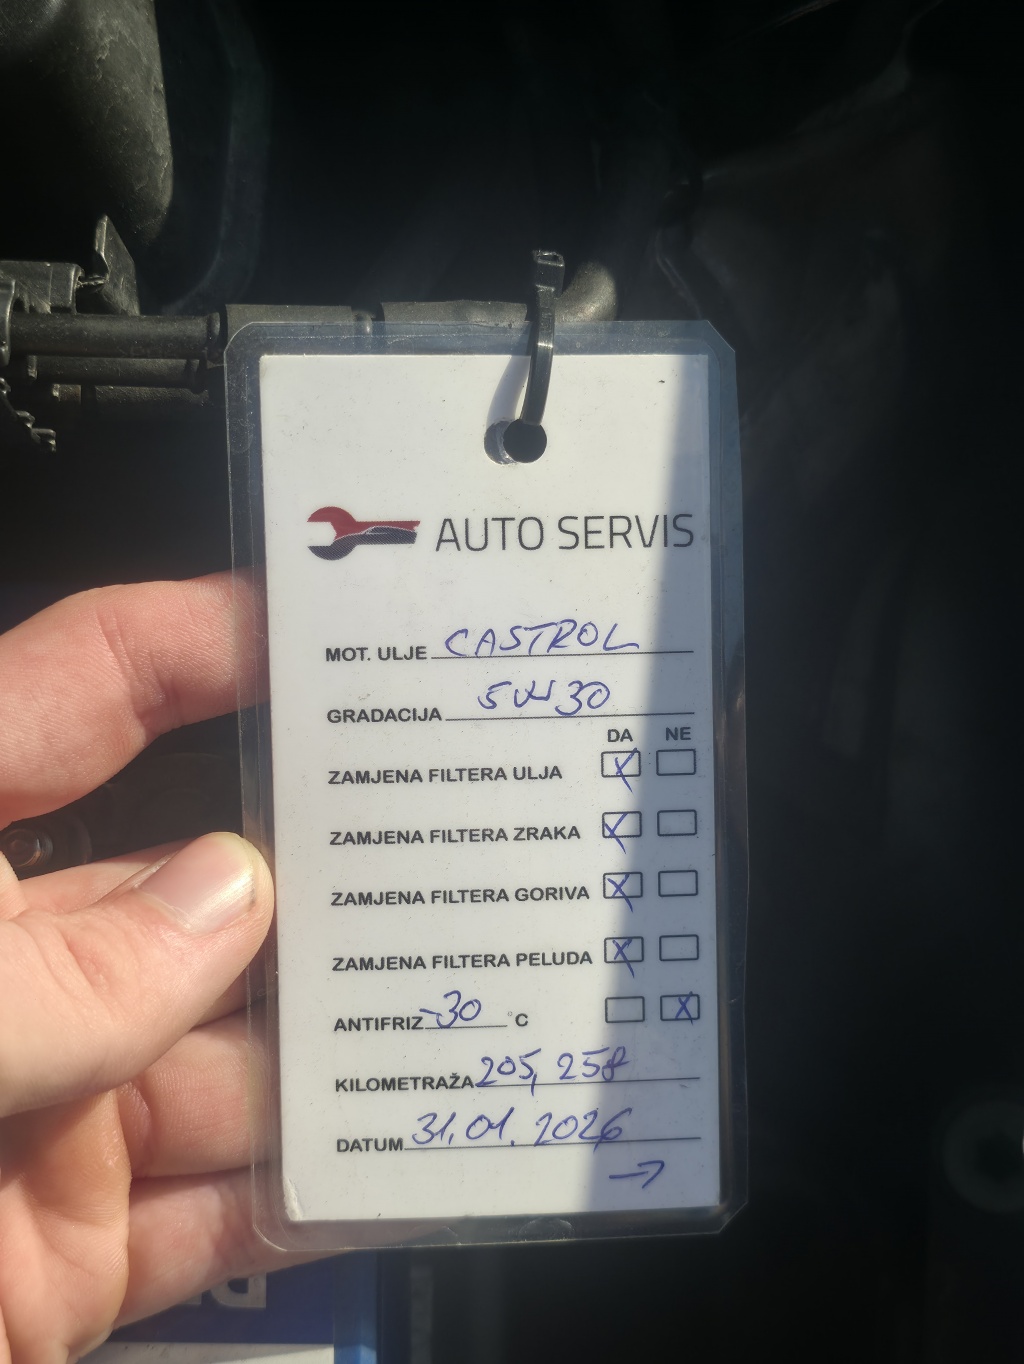 AUTO SERVIS
MOT. ULJE CASTROL
GRADACIJA 5W30
DA NE
ZAMJENA FILTERA ULJA X
ZAMJENA FILTERA ZRAKA X
ZAMJENA FILTERA GORIVA X
ZAMJENA FILTERA PELUDA X
ANTIFRIZ -30 °C X
KILOMETRAŽA 205,258
DATUM 31.01.2026
→